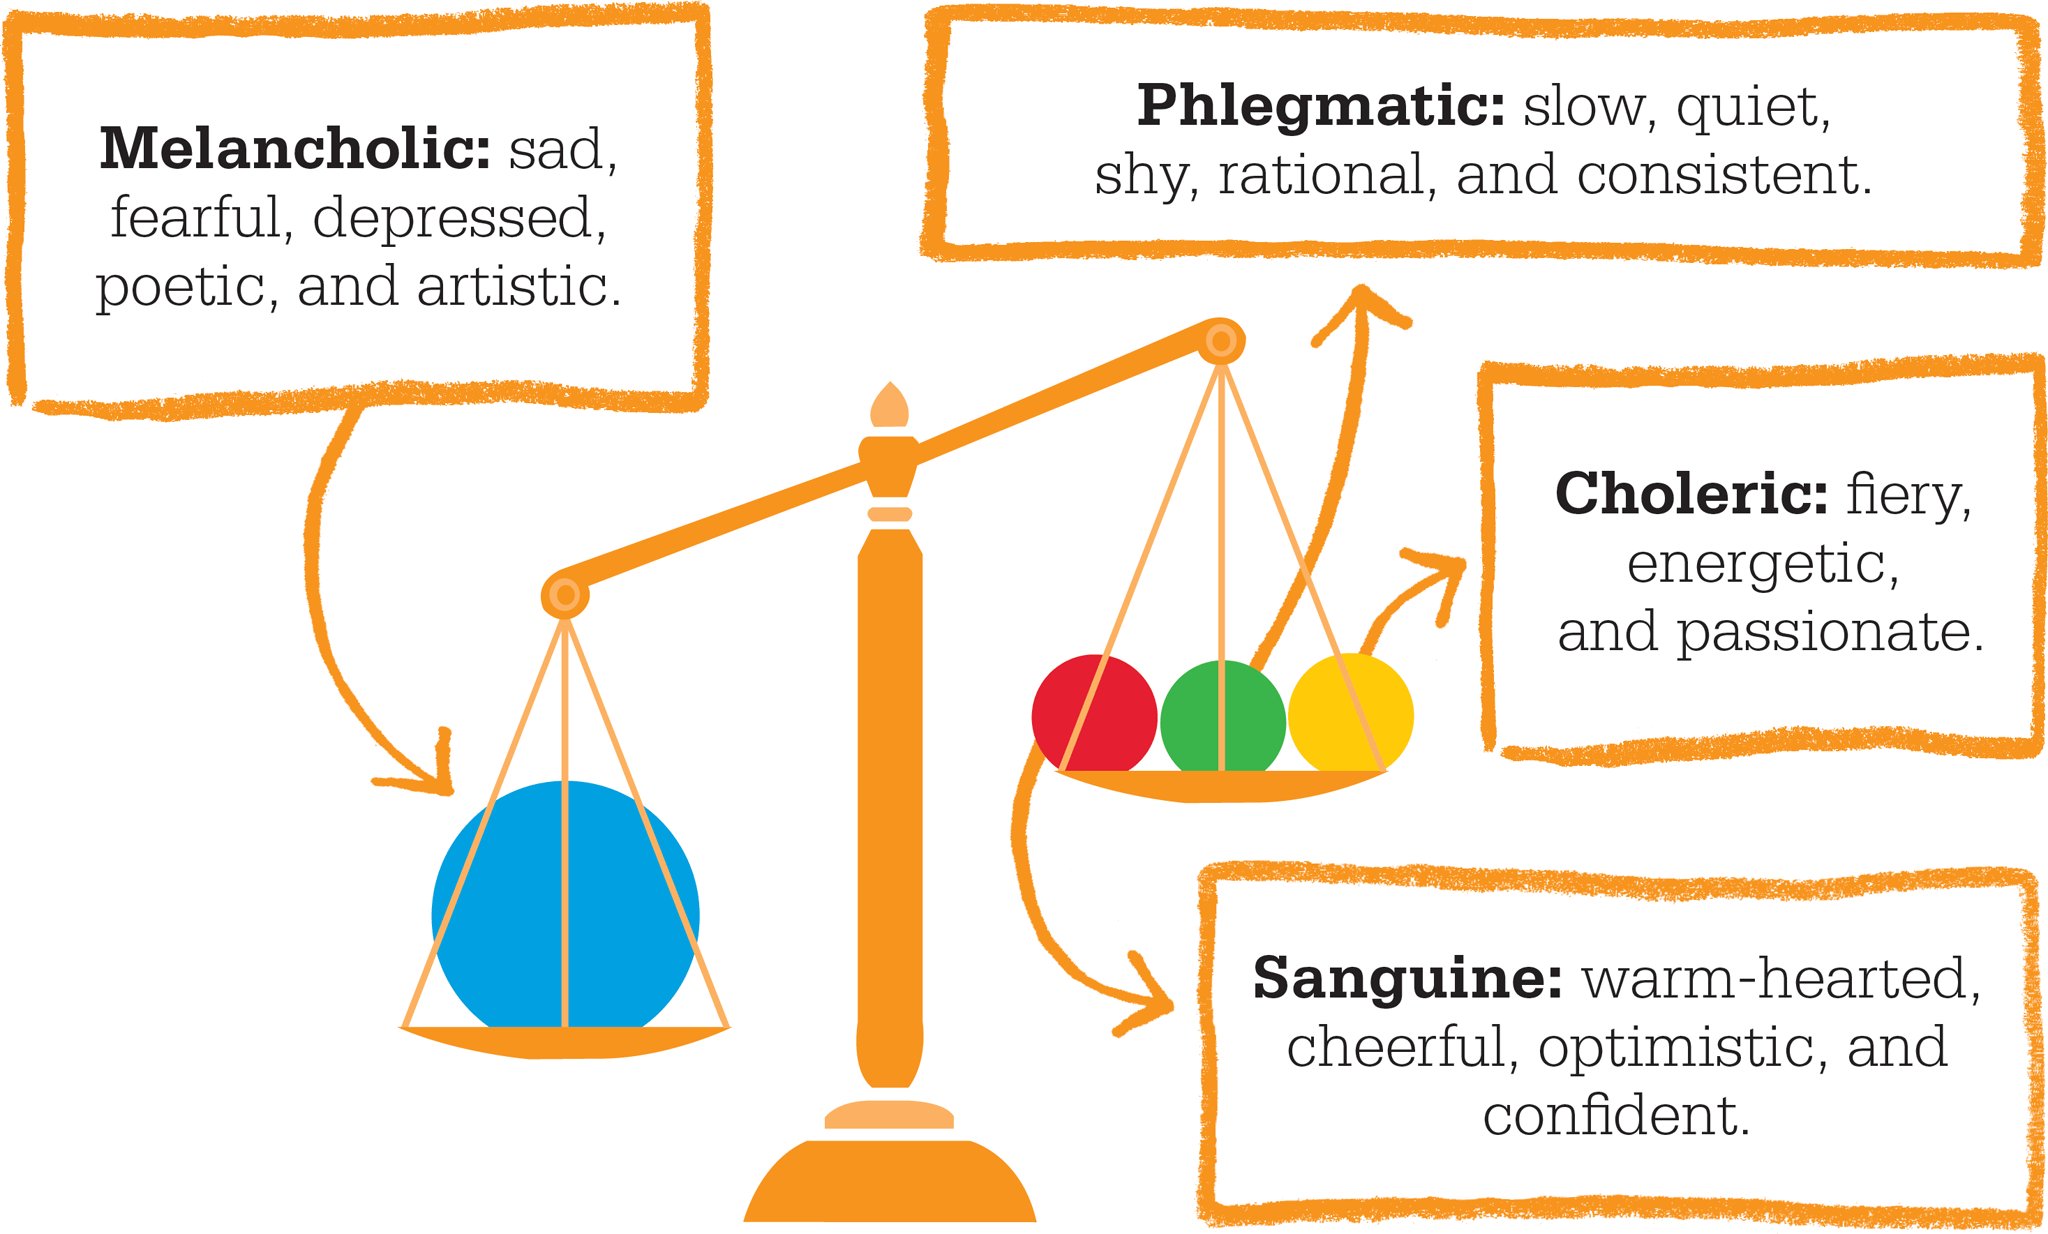 Melancholic: sad,
fearful, depressed,
poetic, and artistic.
Phlegmatic: slow, quiet,
shy, rational, and consistent.
Choleric: fiery,
energetic,
and passionate.
Sanguine: warm-hearted,
cheerful, optimistic, and
confident.